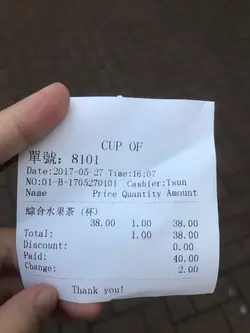 CUP OF
單號: 8101
Date:2017-05-27 Time:16:07
NO:01-B-1705270101 Cashier:Tsun
Name Price Quantity Amount
綜合水果茶 (杯)
38.00 1.00 38.00
Total: 1.00 38.00
Discount: 0.00
Paid: 40.00
Change: 2.00
Thank you!